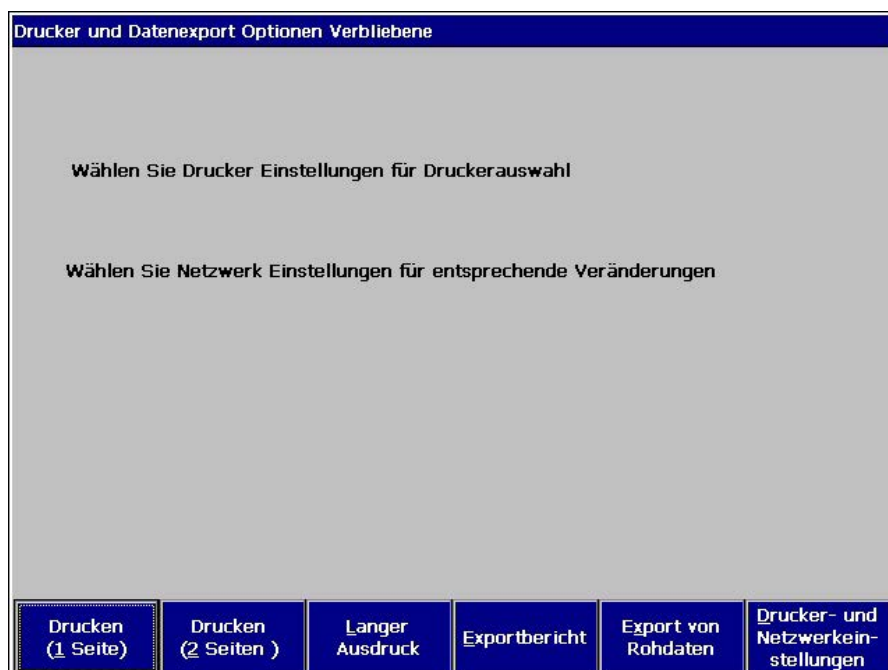 Drucker und Datenexport Optionen Verbliebene
Wählen Sie Drucker Einstellungen für Druckerauswahl
Wählen Sie Netzwerk Einstellungen für entsprechende Veränderungen
Drucken
(1 Seite)
Drucken
(2 Seiten )
Langer
Ausdruck
Exportbericht
Export von
Rohdaten
Drucker- und
Netzwerkein-
stellungen